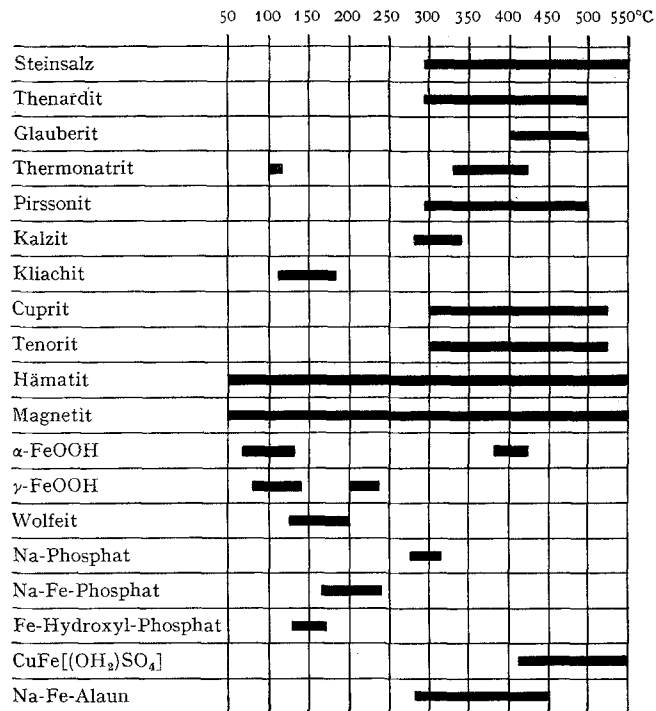 50 100 150 200 250 300 350 400 450 500 550°C
Steinsalz
Thenardit
Glauberit
Thermonatrit
Pirssonit
Kalzit
Kliachit
Cuprit
Tenorit
Hämatit
Magnetit
α-FeOOH
γ-FeOOH
Wolfeit
Na-Phosphat
Na-Fe-Phosphat
Fe-Hydroxyl-Phosphat
CuFe[(OH₂)SO₄]
Na-Fe-Alaun